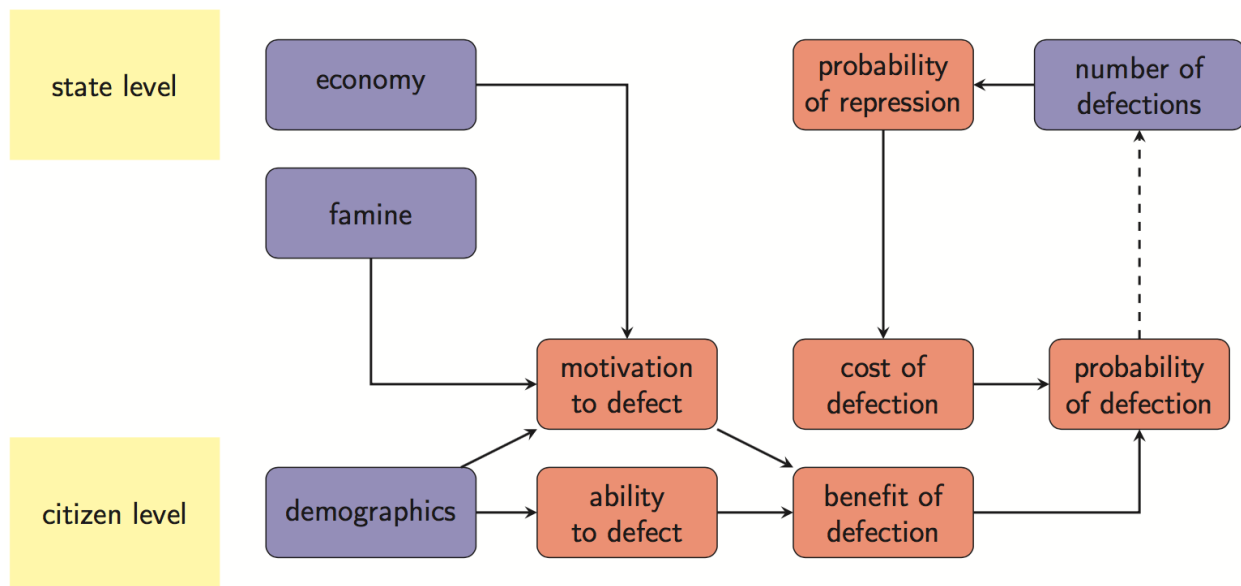 state level
economy
probability
of repression
number of
defections
famine
motivation
to defect
cost of
defection
probability
of defection
citizen level
demographics
ability
to defect
benefit of
defection